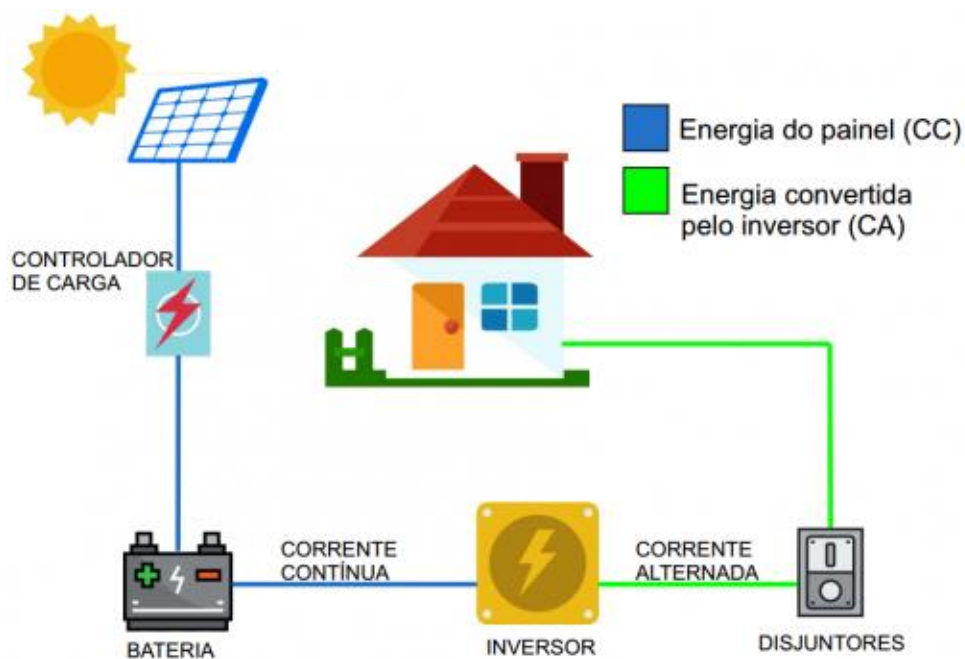 Energia do painel (CC)
Energia convertida
pelo inversor (CA)
CONTROLADOR
DE CARGA
CORRENTE
CONTÍNUA
CORRENTE
ALTERNADA
BATERIA
INVERSOR
DISJUNTORES